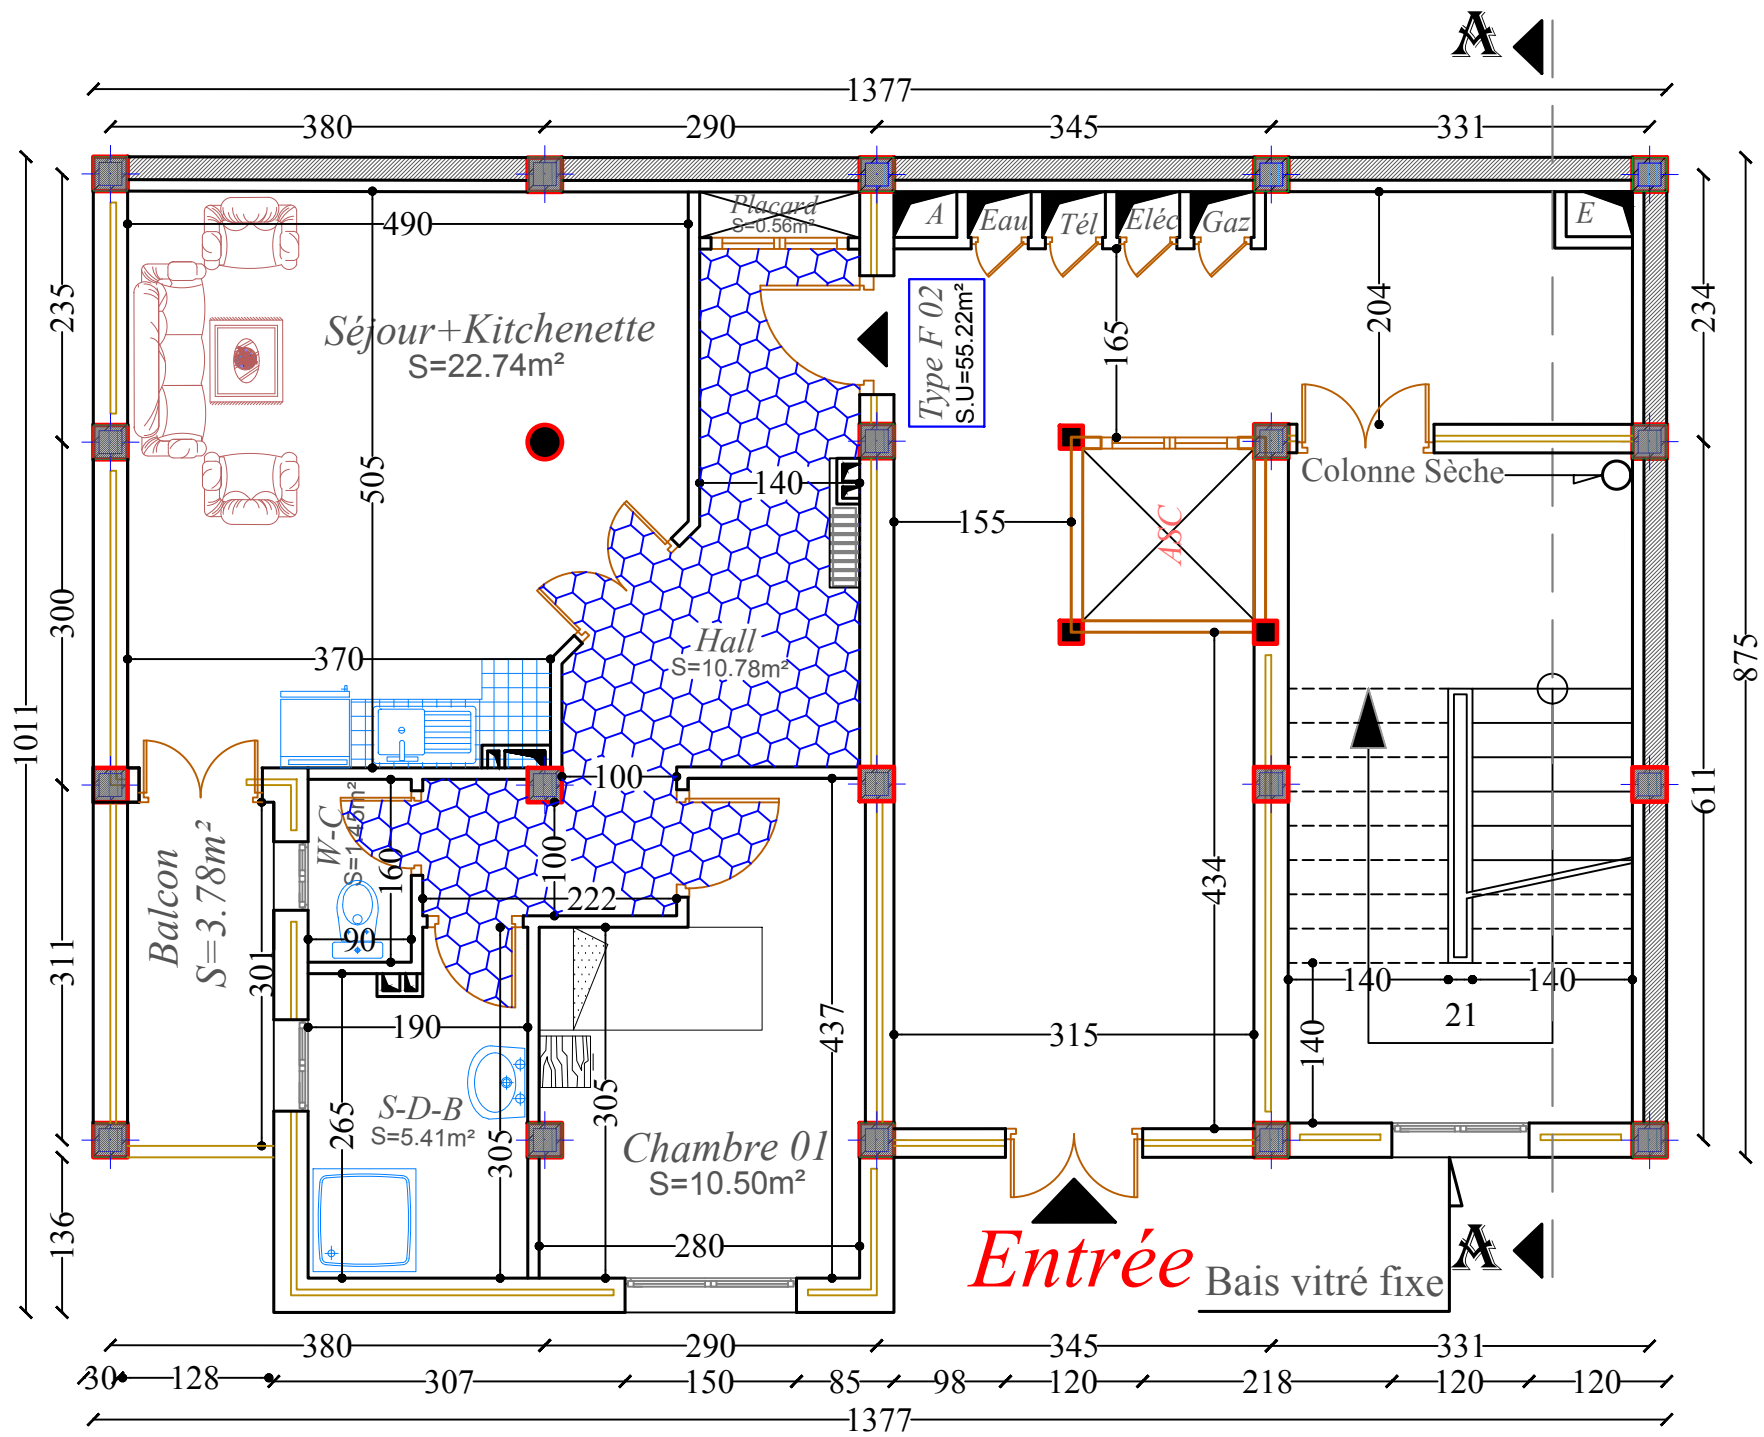 A
1377
380
290
345
331
Placard
S=0.56m²
A
Eau
Tél
Eléc
Gaz
E
490
235
234
204
165
Séjour+Kitchenette
S=22.74m²
Type F 02
S.U=55.22m²
505
140
155
ASC
Colonne Sèche
300
370
Hall
S=10.78m²
875
1011
100
W-C
S=1.45m²
160
100
222
90
Balcon
S=3.78m²
301
311
611
434
437
190
315
140
21
140
140
265
305
305
S-D-B
S=5.41m²
Chambre 01
S=10.50m²
280
136
Entrée
Bais vitré fixe
A
380
290
345
331
30
128
307
150
85
98
120
218
120
120
1377